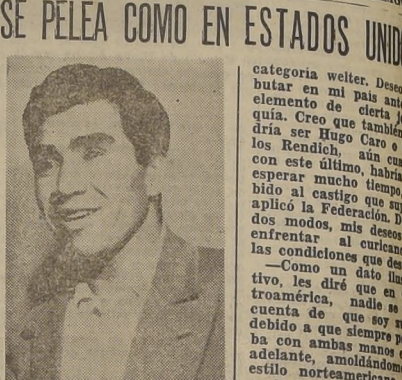 SE PELEA COMO EN ESTADOS UNID
categoría welter. Deseo
butar en mi país ant
elemento de cierta
quía. Creo que también
dría ser Hugo Caro o
los Rendich, aún cua
con este último, habría
esperar mucho tiempo,
bido al castigo que su
aplicó la Federación. D
dos modos, mis deseos
enfrentar al curican
las condiciones que des
—Como un dato ilus
tivo, les diré que en
troamérica, nadie se
cuenta de que soy
debido a que siempre p
ba con ambas manos
adelante, amoldándom
estilo norteamerican